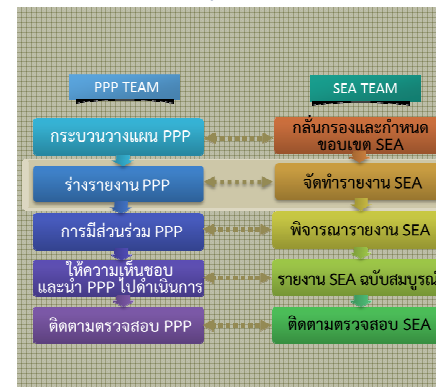 PPP TEAM
SEA TEAM
กระบวนวางแผน PPP
กลั่นกรองและกำหนด
ขอบเขต SEA
ร่างรายงาน PPP
จัดทำรายงาน SEA
การมีส่วนร่วม PPP
พิจารณารายงาน SEA
ให้ความเห็นชอบ
และนำ PPP ไปดำเนินการ
รายงาน SEA ฉบับสมบูรณ์
ติดตามตรวจสอบ PPP
ติดตามตรวจสอบ SEA